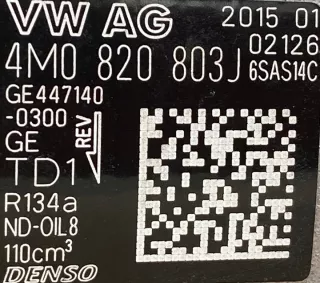 VW AG 2015 01
02126
4M0 820 803J 6SAS14C
GE447140
-0300
GE REV
TD1
R134a
ND-OIL8
110cm³
DENSO